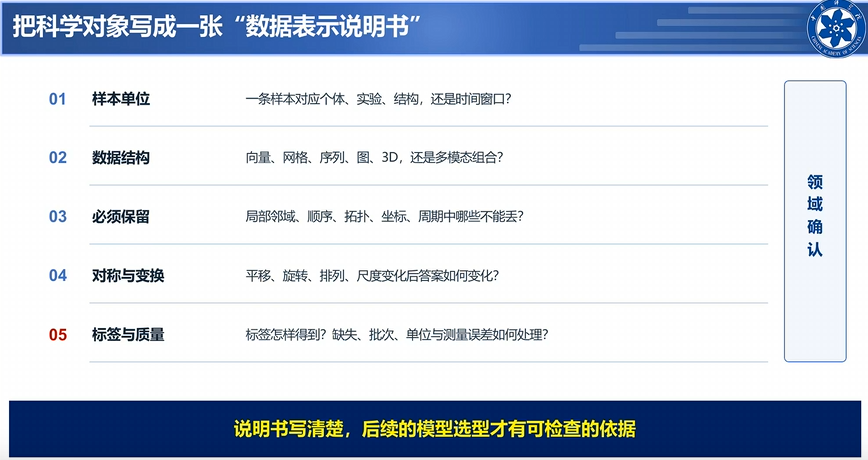 把科学对象写成一张“数据表示说明书”
01 样本单位 一条样本对应个体、实验、结构，还是时间窗口？
02 数据结构 向量、网格、序列、图、3D，还是多模态组合？
03 必须保留 局部邻域、顺序、拓扑、坐标、周期中哪些不能丢？
04 对称与变换 平移、旋转、排列、尺度变化后答案如何变化？
05 标签与质量 标签怎样得到？缺失、批次、单位与测量误差如何处理？
领域确认
说明书写清楚，后续的模型选型才有可检查的依据